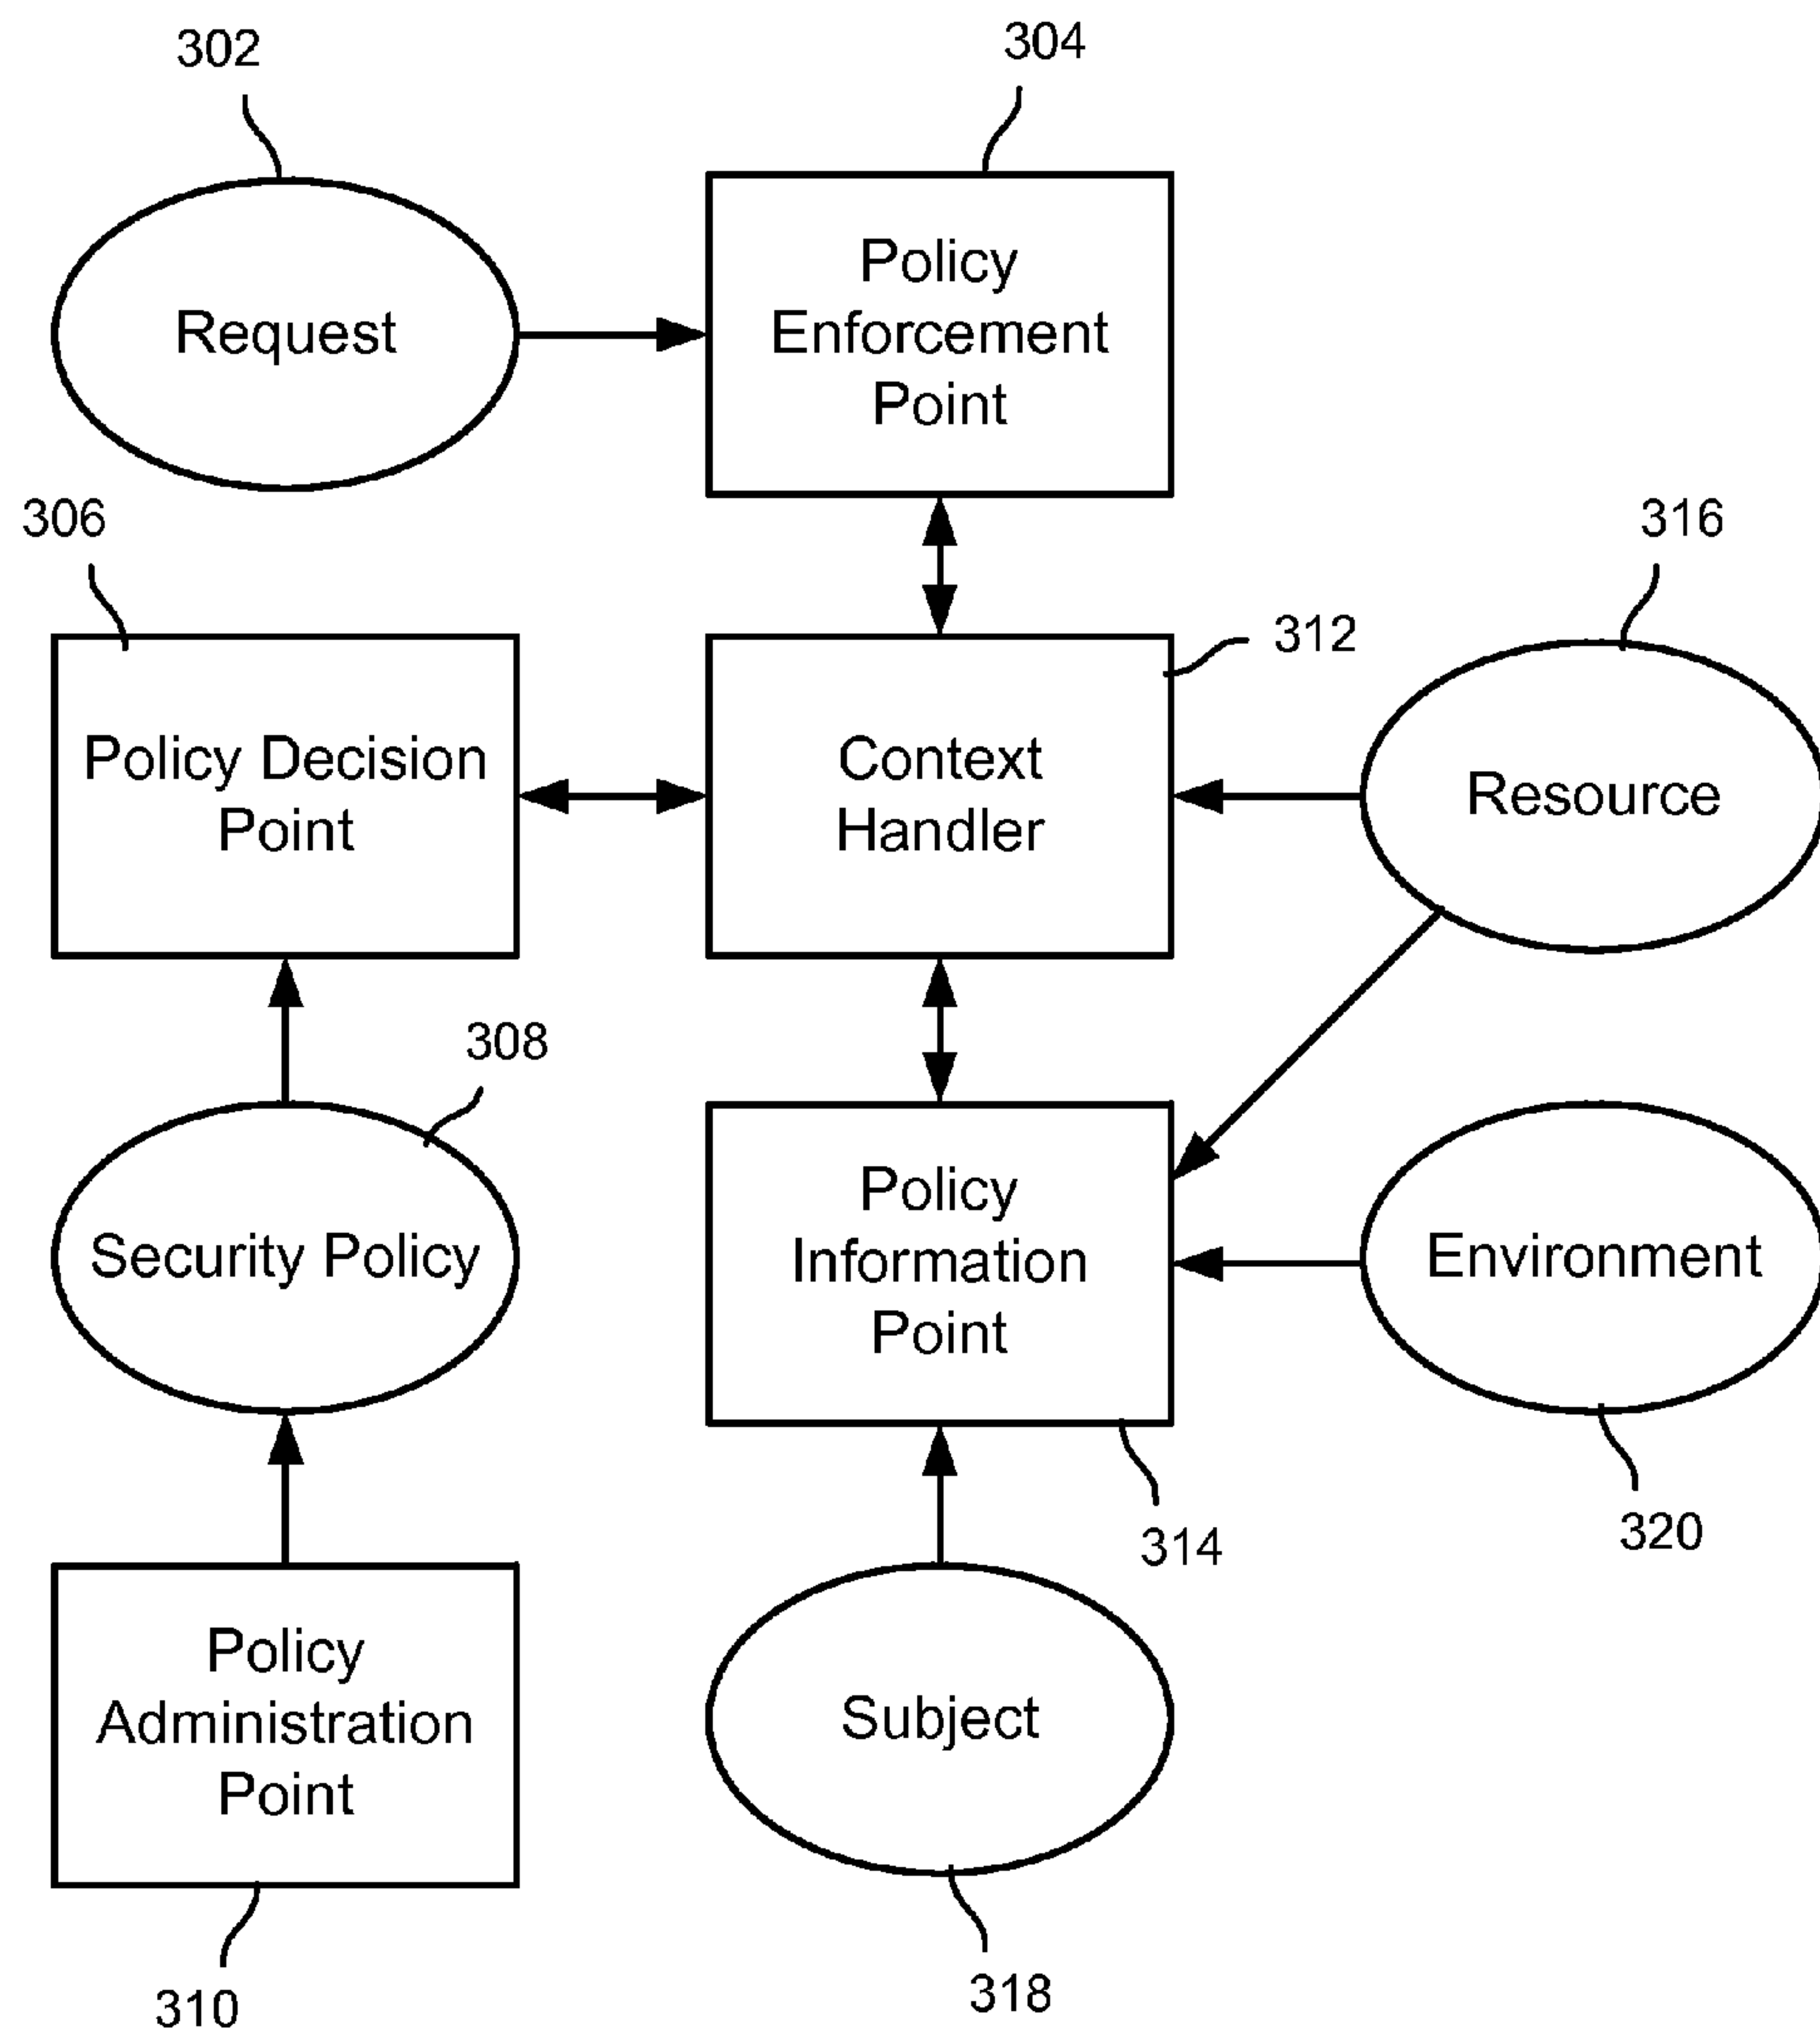 302
304
Request
Policy
Enforcement
Point
306
316
312
Policy Decision
Point
Context
Handler
Resource
308
Security Policy
Policy
Information
Point
Environment
314
320
Policy
Administration
Point
Subject
310
318